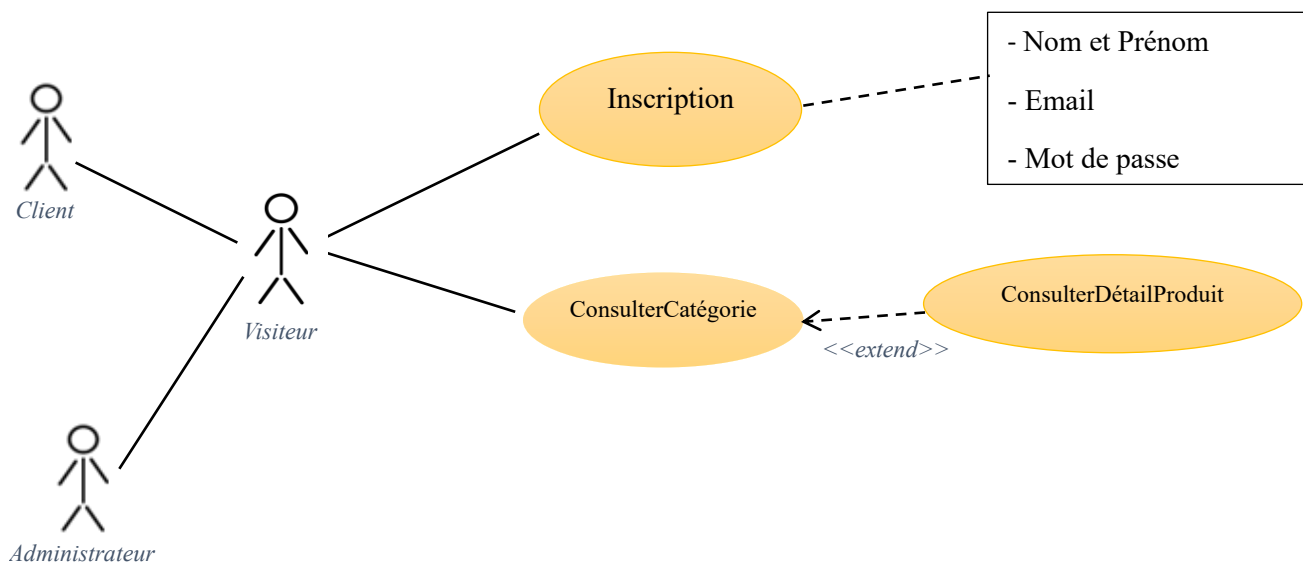 - Nom et Prénom
- Email
- Mot de passe
Inscription
Client
Visiteur
ConsulterCatégorie
<<extend>>
ConsulterDétailProduit
Administrateur